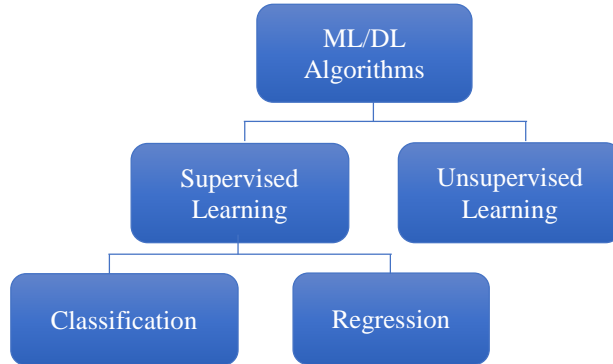 ML/DL
Algorithms
Supervised
Learning
Unsupervised
Learning
Classification
Regression